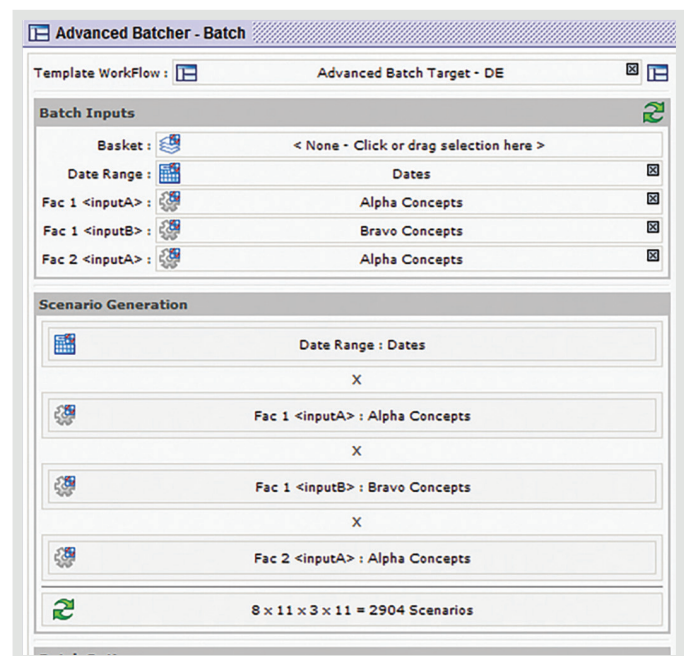 Advanced Batcher - Batch
Template WorkFlow : Advanced Batch Target - DE
Batch Inputs
Basket : < None - Click or drag selection here >
Date Range : Dates
Fac 1 <inputA> : Alpha Concepts
Fac 1 <inputB> : Bravo Concepts
Fac 2 <inputA> : Alpha Concepts
Scenario Generation
Date Range : Dates
X
Fac 1 <inputA> : Alpha Concepts
X
Fac 1 <inputB> : Bravo Concepts
X
Fac 2 <inputA> : Alpha Concepts
8 x 11 x 3 x 11 = 2904 Scenarios